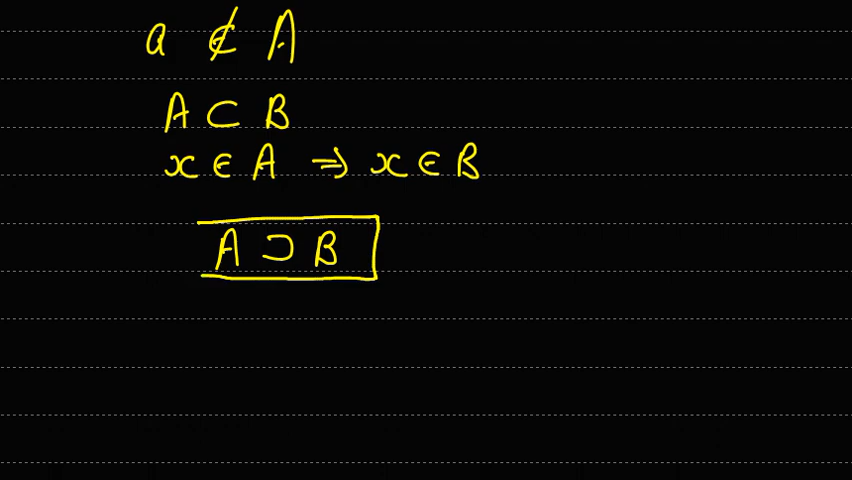 a ∉ A
A ⊂ B
x ∈ A ⇒ x ∈ B
A ⊃ B